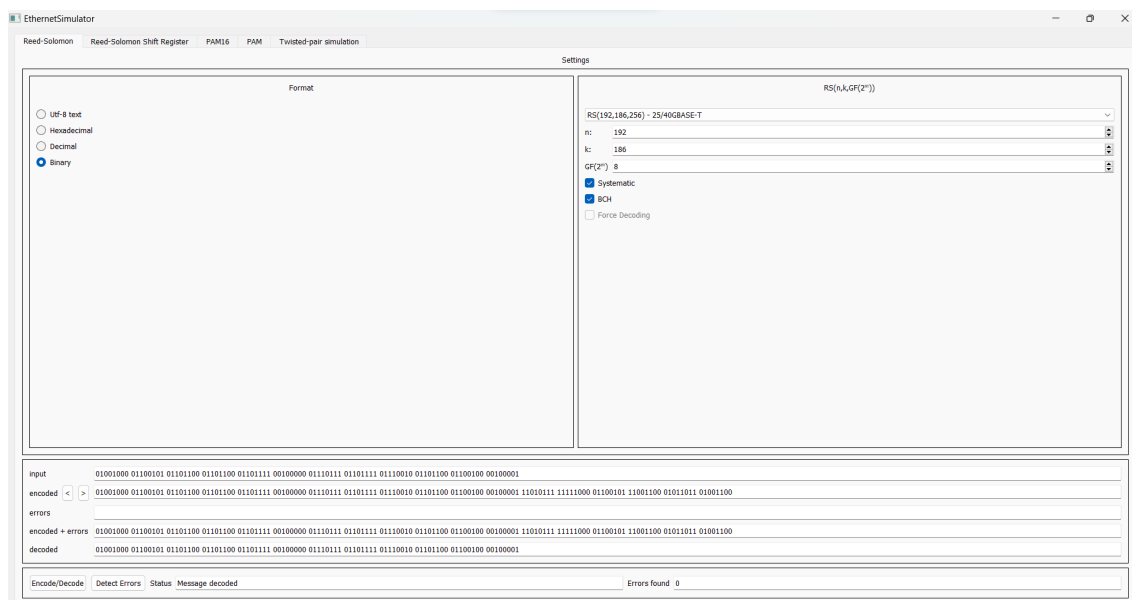 EthernetSimulator
Reed-Solomon Reed-Solomon Shift Register PAM16 PAM Twisted-pair simulation
Settings
Format
Utf-8 text
Hexadecimal
Decimal
Binary
RS(n,k,GF(2ᵐ))
RS(192,186,256) - 25/40GBASE-T
n: 192
k: 186
GF(2ᵐ) 8
Systematic
BCH
Force Decoding
input 01001000 01100101 01101100 01101100 01101111 00100000 01110111 01101111 01110010 01101100 01100100 00100001
encoded < > 01001000 01100101 01101100 01101100 01101111 00100000 01110111 01101111 01110010 01101100 01100100 00100001 11010111 11111000 01100101 11001100 01011011 01001100
errors
encoded + errors 01001000 01100101 01101100 01101100 01101111 00100000 01110111 01101111 01110010 01101100 01100100 00100001 11010111 11111000 01100101 11001100 01011011 01001100
decoded 01001000 01100101 01101100 01101100 01101111 00100000 01110111 01101111 01110010 01101100 01100100 00100001
Encode/Decode Detect Errors Status Message decoded Errors found 0